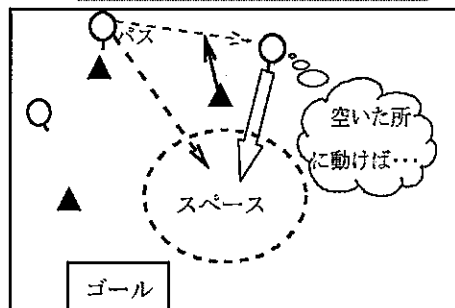 パス
空いた所
に動けば‥‥
スペース
ゴール